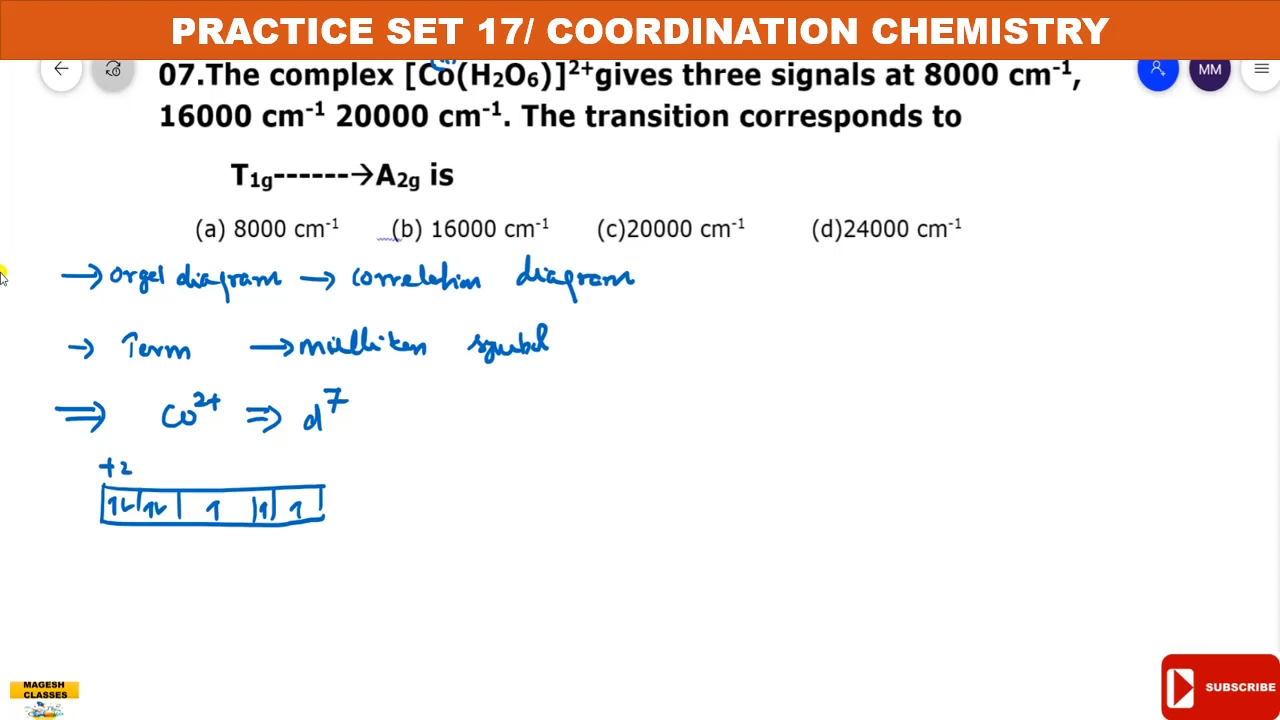 PRACTICE SET 17/ COORDINATION CHEMISTRY
07.The complex [Co(H₂O₆)]²⁺gives three signals at 8000 cm⁻¹,
MM
16000 cm⁻¹ 20000 cm⁻¹. The transition corresponds to
T₁g------→A₂g is
(a) 8000 cm⁻¹ (b) 16000 cm⁻¹ (c)20000 cm⁻¹ (d)24000 cm⁻¹
→ orgel diagram → correlation diagram
→ Term → mulliken symbol
⇒ Co²⁺ ⇒ d⁷
+2
MAGESH
CLASSES
SUBSCRIBE